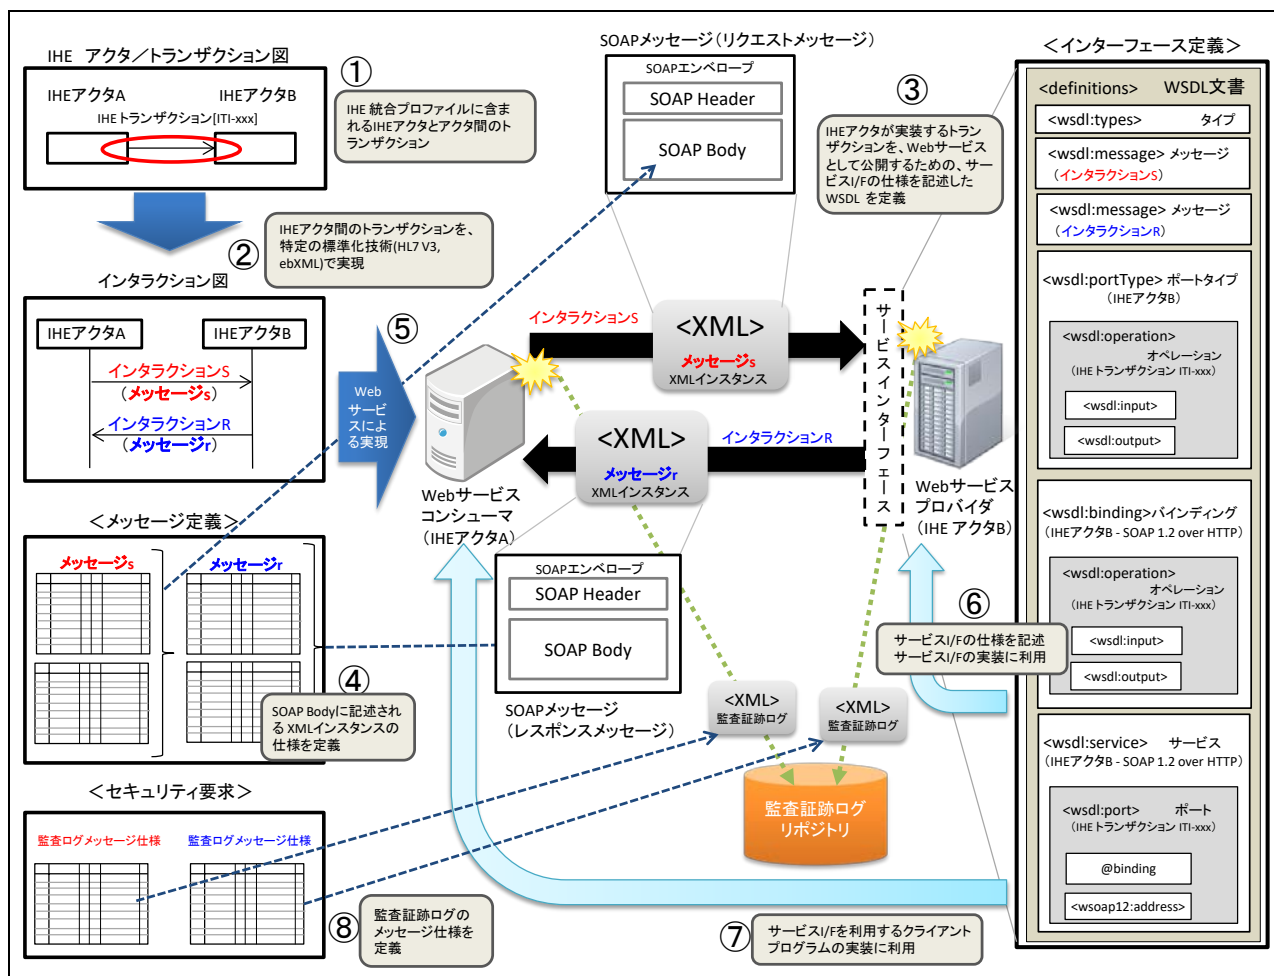 IHE アクタ／トランザクション図
IHEアクタA
IHEアクタB
IHEトランザクション[ITI-xxx]
①
IHE 統合プロファイルに含ま
れるIHEアクタとアクタ間のト
ランザクション
②
IHEアクタ間のトランザクションを、
特定の標準化技術(HL7 V3,
ebXML)で実現
インタラクション図
IHEアクタA
IHEアクタB
インタラクションS
(メッセージs)
インタラクションR
(メッセージr)
⑤
Web
サービ
スによ
る実現
＜メッセージ定義＞
メッセージs
メッセージr
④
SOAP Bodyに記述され
る XMLインスタンスの
仕様を定義
＜セキュリティ要求＞
監査ログメッセージ仕様
監査ログメッセージ仕様
⑧
監査証跡ログの
メッセージ仕様を
定義
SOAPメッセージ（リクエストメッセージ）
SOAPエンベロープ
SOAP Header
SOAP Body
③
IHEアクタが実装するトラン
ザクションを、Webサービス
として公開するための、サー
ビスI/Fの仕様を記述した
WSDL を定義
インタラクションS
<XML>
メッセージs
XMLインスタンス
サービスインターフェース
<XML>
メッセージr
XMLインスタンス
インタラクションR
Webサービス
コンシューマ
（IHEアクタA）
Webサービス
プロバイダ
（IHE アクタB）
SOAPエンベロープ
SOAP Header
SOAP Body
SOAPメッセージ
（レスポンスメッセージ）
<XML>
監査証跡ログ
<XML>
監査証跡ログ
監査証跡ログ
リポジトリ
⑥
サービスI/Fの仕様を記述
サービスI/Fの実装に利用
⑦
サービスI/Fを利用するクライアント
プログラムの実装に利用
＜インターフェース定義＞
<definitions> WSDL文書
<wsdl:types> タイプ
<wsdl:message> メッセージ
（インタラクションS）
<wsdl:message> メッセージ
（インタラクションR）
<wsdl:portType> ポートタイプ
（IHEアクタB）
<wsdl:operation>
オペレーション
（IHEトランザクション ITI-xxx）
<wsdl:input>
<wsdl:output>
<wsdl:binding>バインディング
（IHEアクタB - SOAP 1.2 over HTTP）
<wsdl:operation>
オペレーション
（IHEトランザクション ITI-xxx）
<wsdl:input>
<wsdl:output>
<wsdl:service> サービス
（IHEアクタB - SOAP 1.2 over HTTP）
<wsdl:port> ポート
（IHEトランザクション ITI-xxx）
@binding
<wsoap12:address>